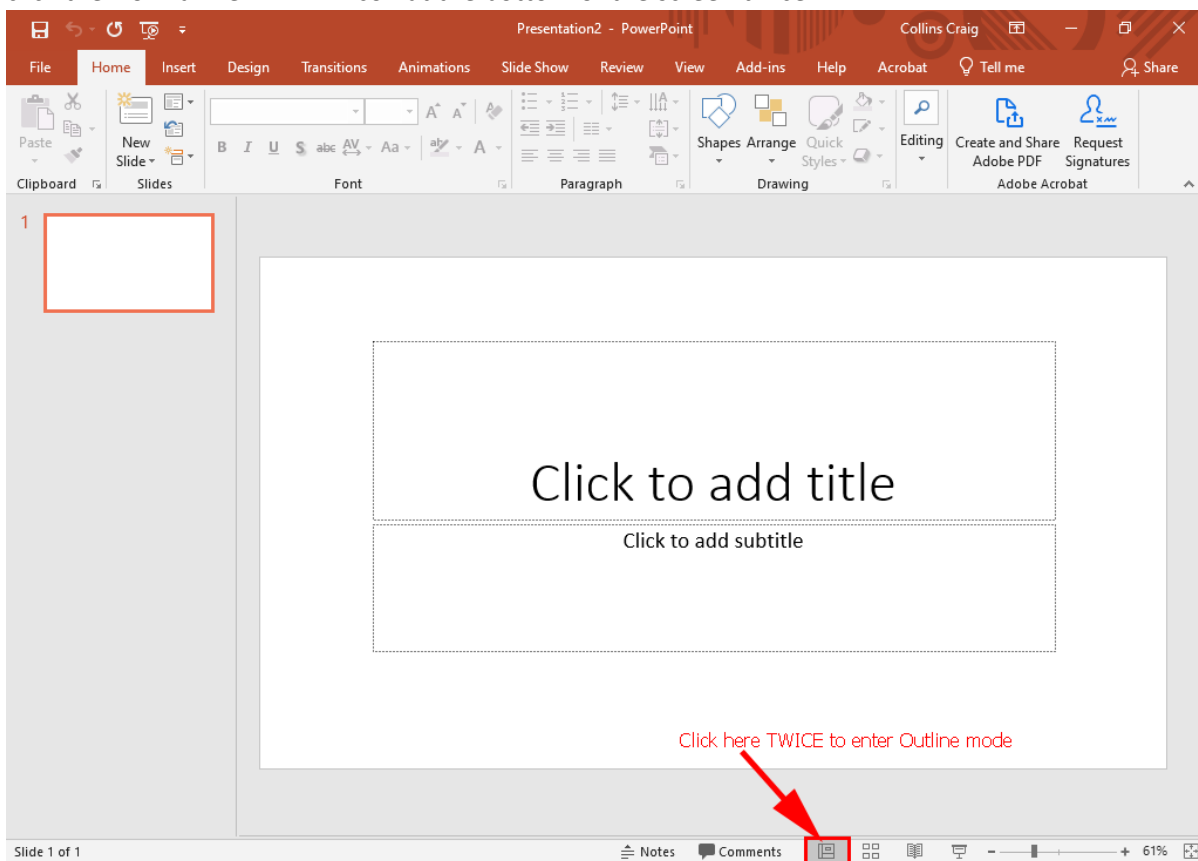 Presentation2 - PowerPoint
Collins Craig
File Home Insert Design Transitions Animations Slide Show Review View Add-ins Help Acrobat Tell me Share
Paste
New
Slide
B I U S abc AV Aa A
A A
Shapes Arrange Quick
Styles
Editing
Create and Share
Adobe PDF
Request
Signatures
Clipboard Slides Font Paragraph Drawing Adobe Acrobat
1
Click to add title
Click to add subtitle
Click here TWICE to enter Outline mode
Slide 1 of 1 Notes Comments - + 61%